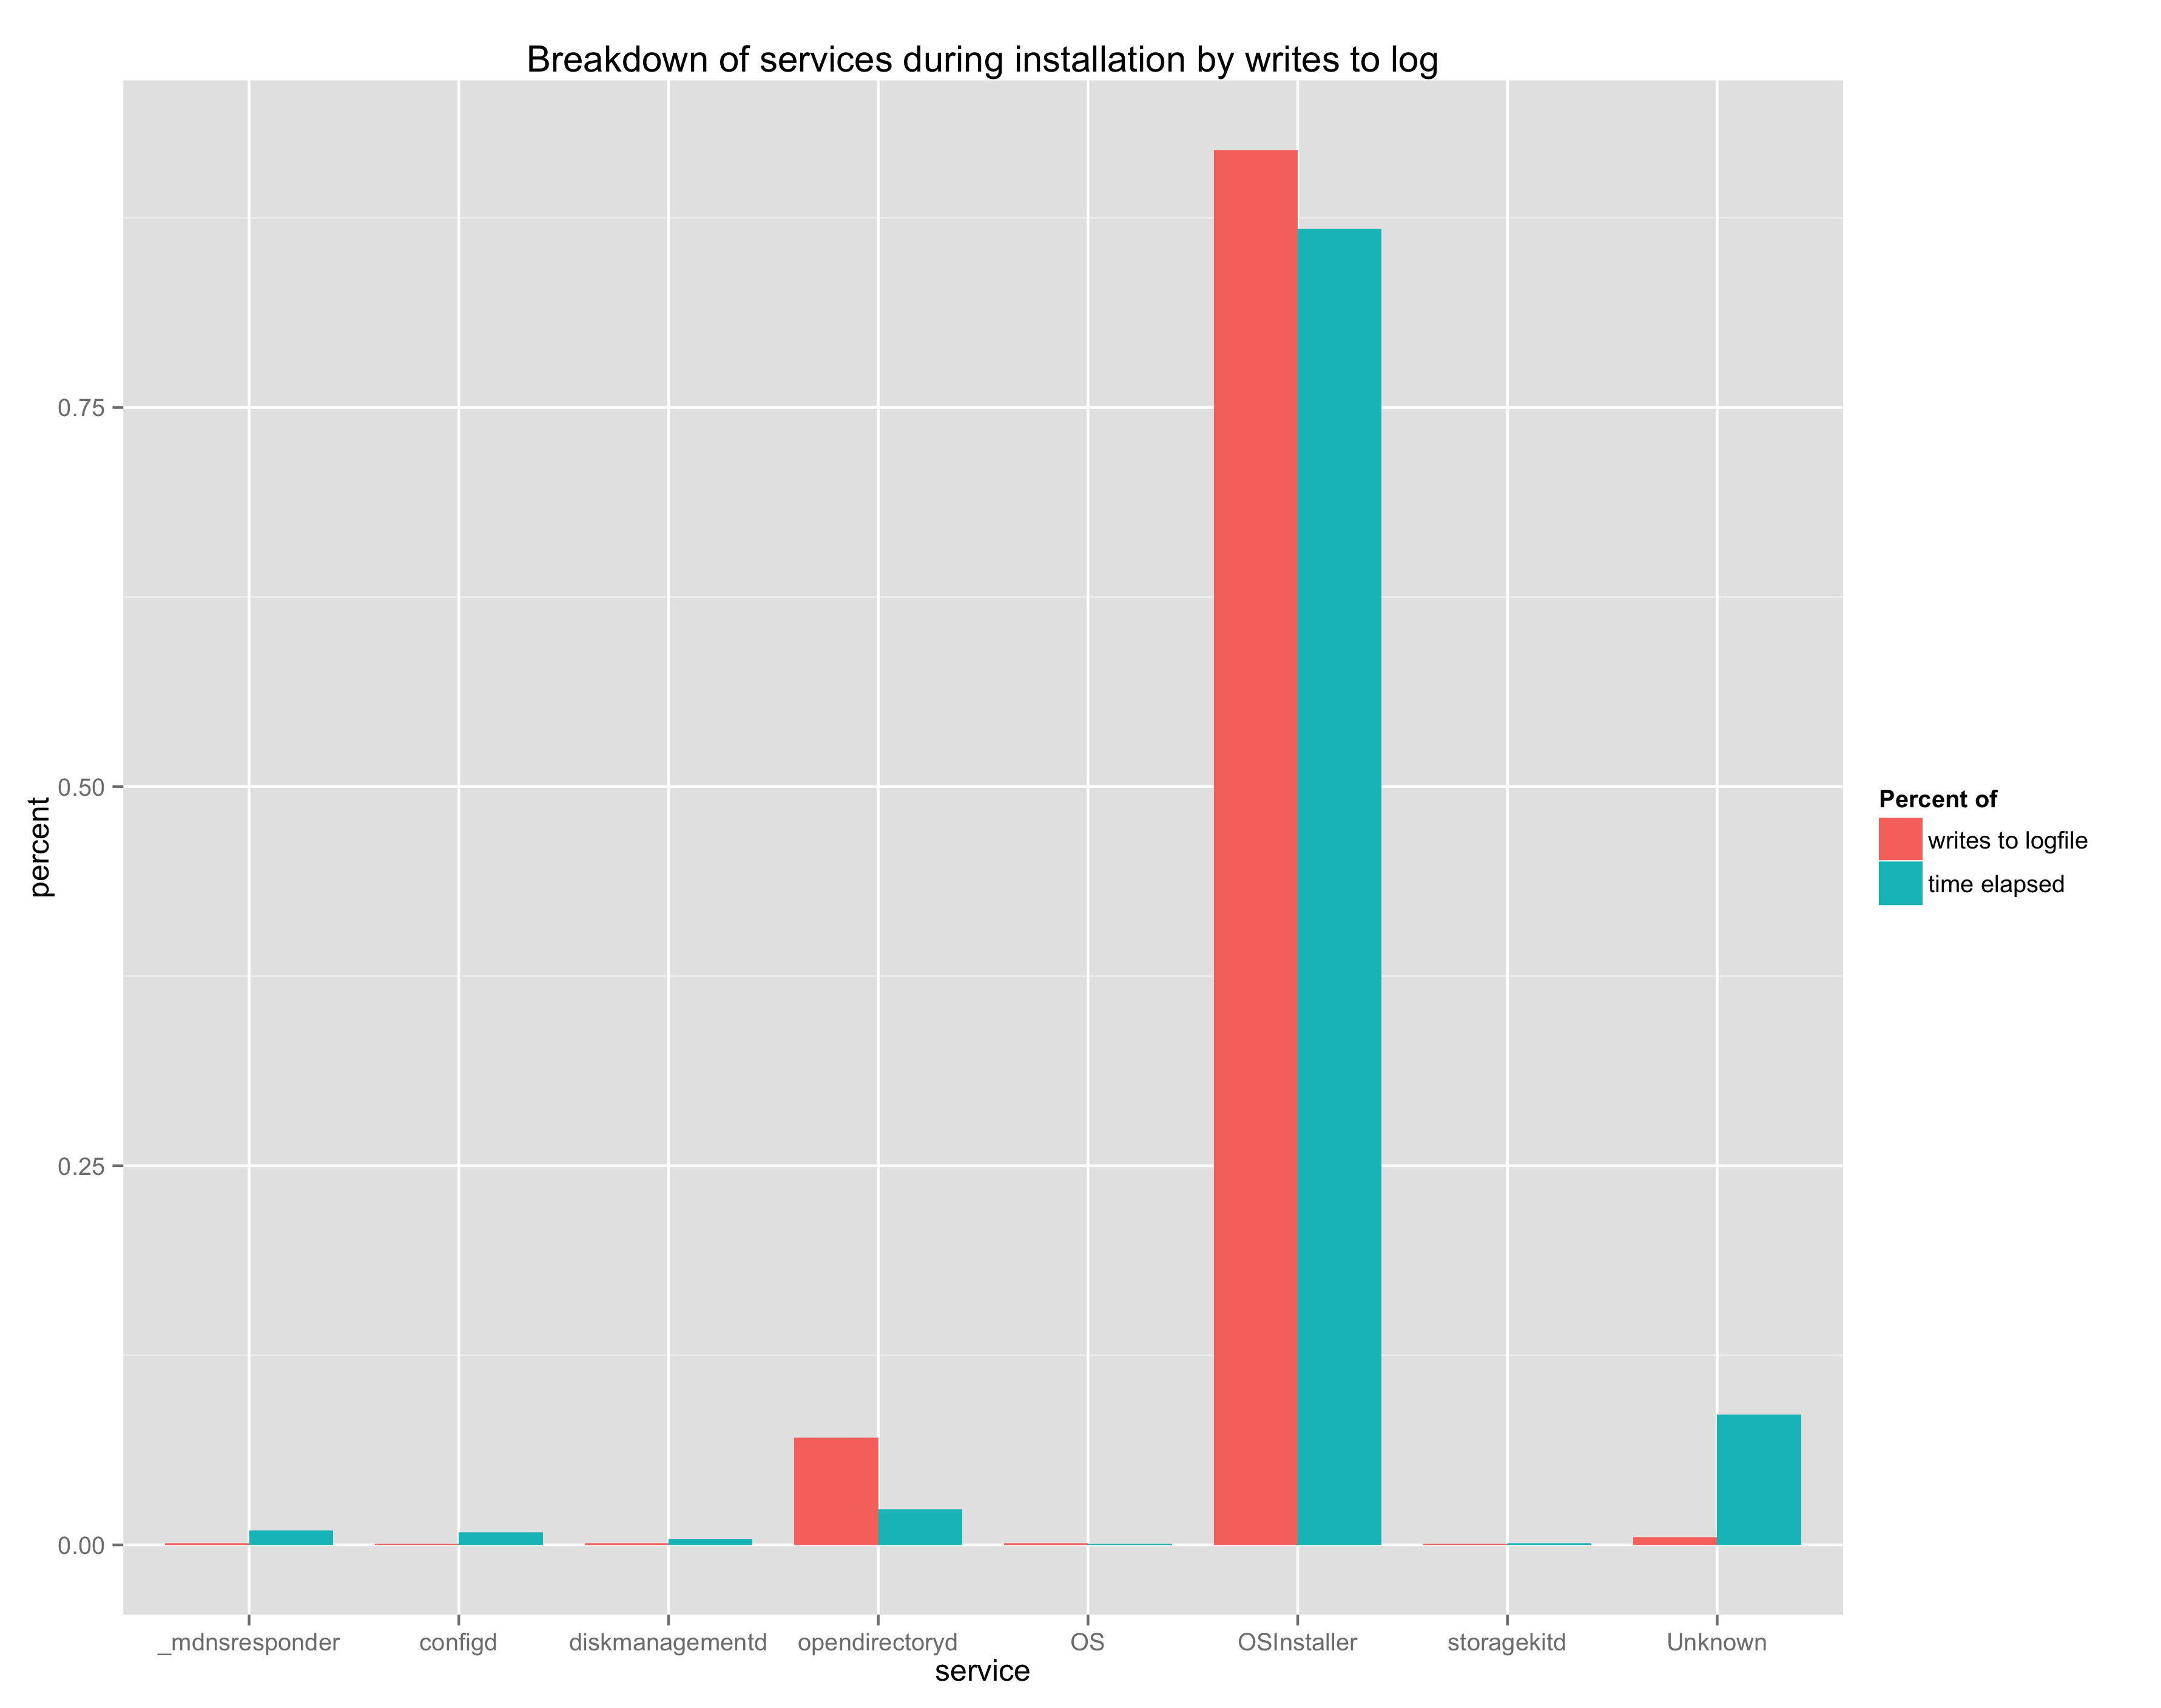 Breakdown of services during installation by writes to log
percent
0.75
0.50
0.25
0.00
_mdnsresponder configd diskmanagementd opendirectoryd OS OSInstaller storagekitd Unknown
service
Percent of
writes to logfile
time elapsed